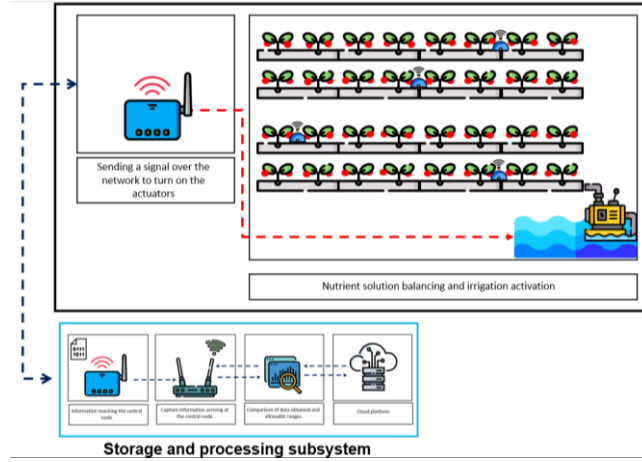 Sending a signal over the
network to turn on the
actuators
Nutrient solution balancing and irrigation activation
Information reaching the central
node
Capture information arriving at
the central node
Comparison of data obtained and
allowable ranges
Cloud platform
Storage and processing subsystem